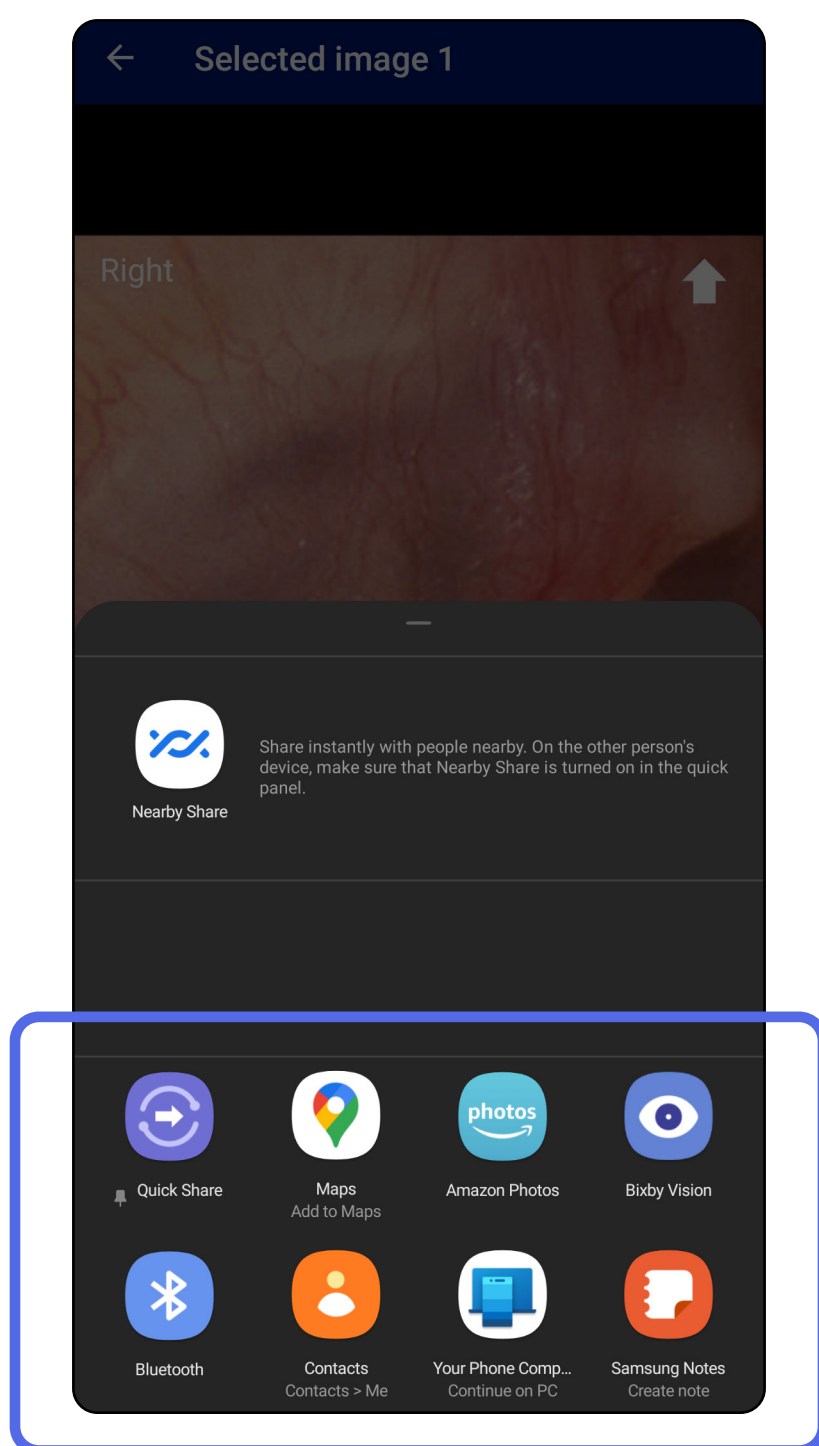 Selected image 1
Right
Share instantly with people nearby. On the other person's
device, make sure that Nearby Share is turned on in the quick
panel.
Nearby Share
photos
Quick Share
Maps
Amazon Photos
Bixby Vision
Add to Maps
Bluetooth
Contacts
Your Phone Comp...
Samsung Notes
Contacts > Me
Continue on PC
Create note